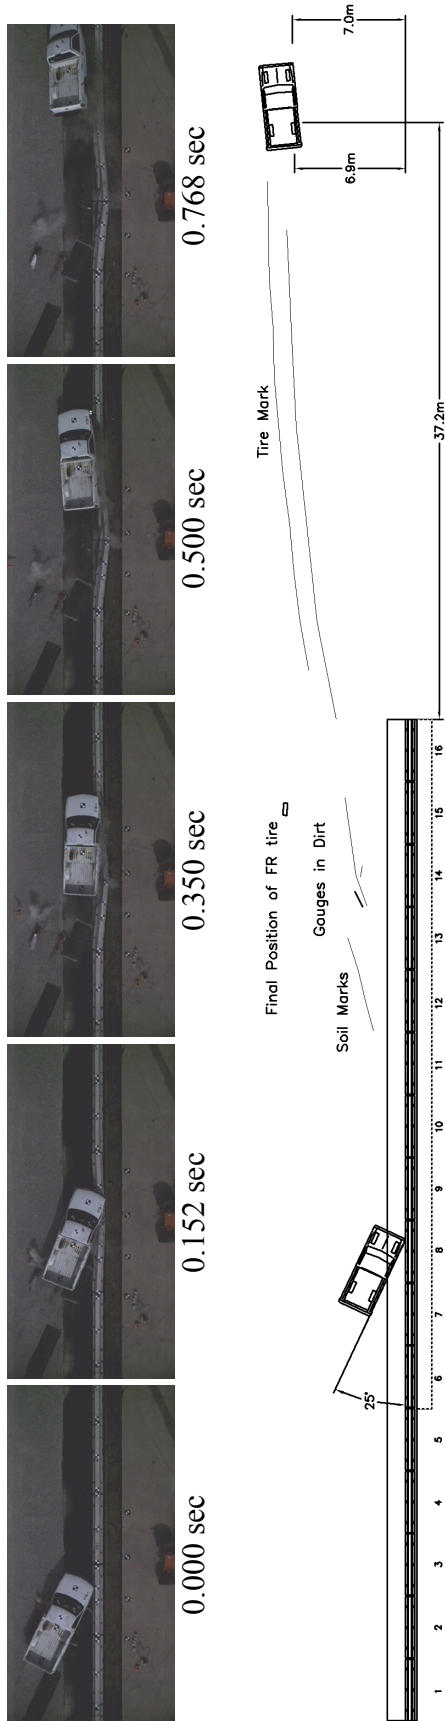 0.000 sec
0.152 sec
0.350 sec
0.500 sec
0.768 sec
25°
Soil Marks
Gouges in Dirt
Final Position of FR tire
Tire Mark
6.9m
7.0m
37.2m
1 2 3 4 5 6 7 8 9 10 11 12 13 14 15 16